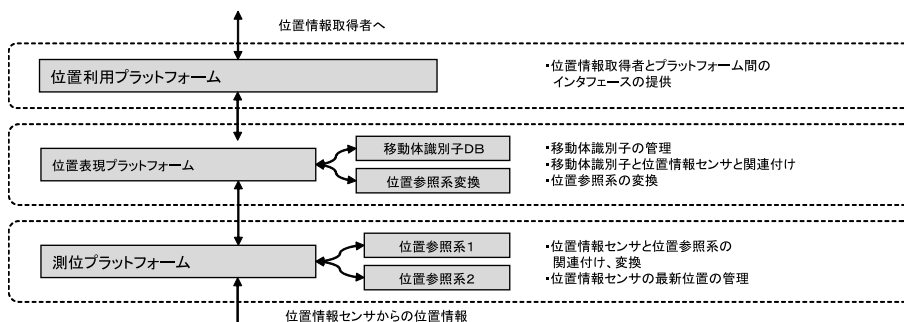 位置情報取得者へ
位置利用プラットフォーム
・位置情報取得者とプラットフォーム間の
インタフェースの提供
位置表現プラットフォーム
移動体識別子DB
位置参照系変換
・移動体識別子の管理
・移動体識別子と位置情報センサと関連付け
・位置参照系の変換
測位プラットフォーム
位置参照系1
位置参照系2
・位置情報センサと位置参照系の
関連付け、変換
・位置情報センサの最新位置の管理
位置情報センサからの位置情報